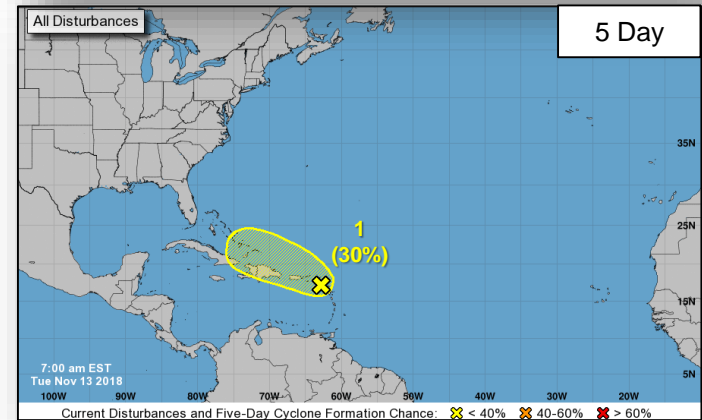 All Disturbances
5 Day
35N
1
(30%)
25N
15N
7:00 am EST
Tue Nov 13 2018
5N
100W 90W 80W 70W 60W 50W 40W 30W 20W
Current Disturbances and Five-Day Cyclone Formation Chance: < 40% 40-60% > 60%